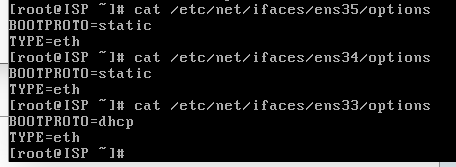 [root@ISP ~]# cat /etc/net/ifaces/ens35/options
BOOTPROTO=static
TYPE=eth
[root@ISP ~]# cat /etc/net/ifaces/ens34/options
BOOTPROTO=static
TYPE=eth
[root@ISP ~]# cat /etc/net/ifaces/ens33/options
BOOTPROTO=dhcp
TYPE=eth
[root@ISP ~]#